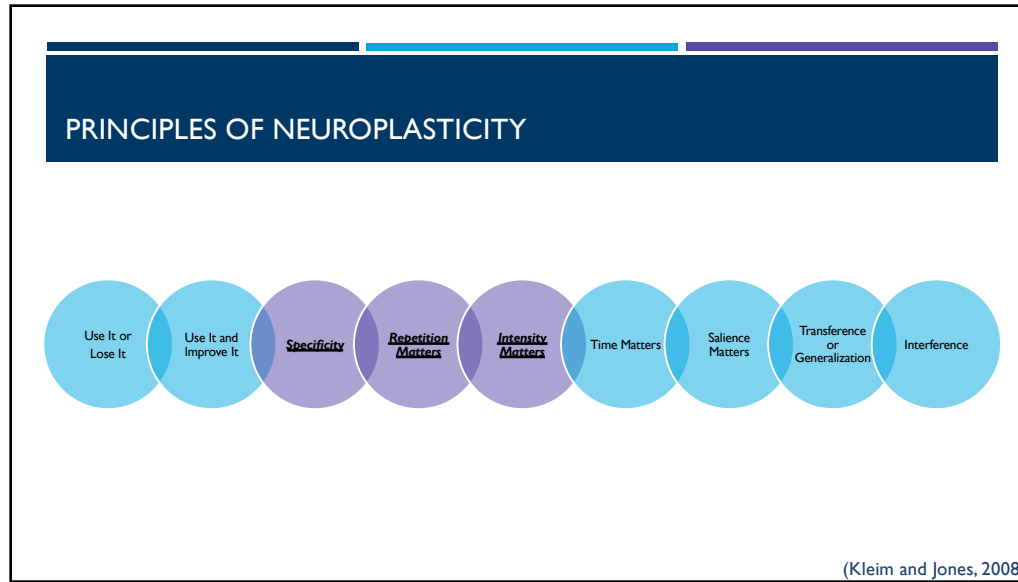 PRINCIPLES OF NEUROPLASTICITY
Use It or
Lose It
Use It and
Improve It
Specificity
Repetition
Matters
Intensity
Matters
Time Matters
Salience
Matters
Transference
or
Generalization
Interference
(Kleim and Jones, 2008